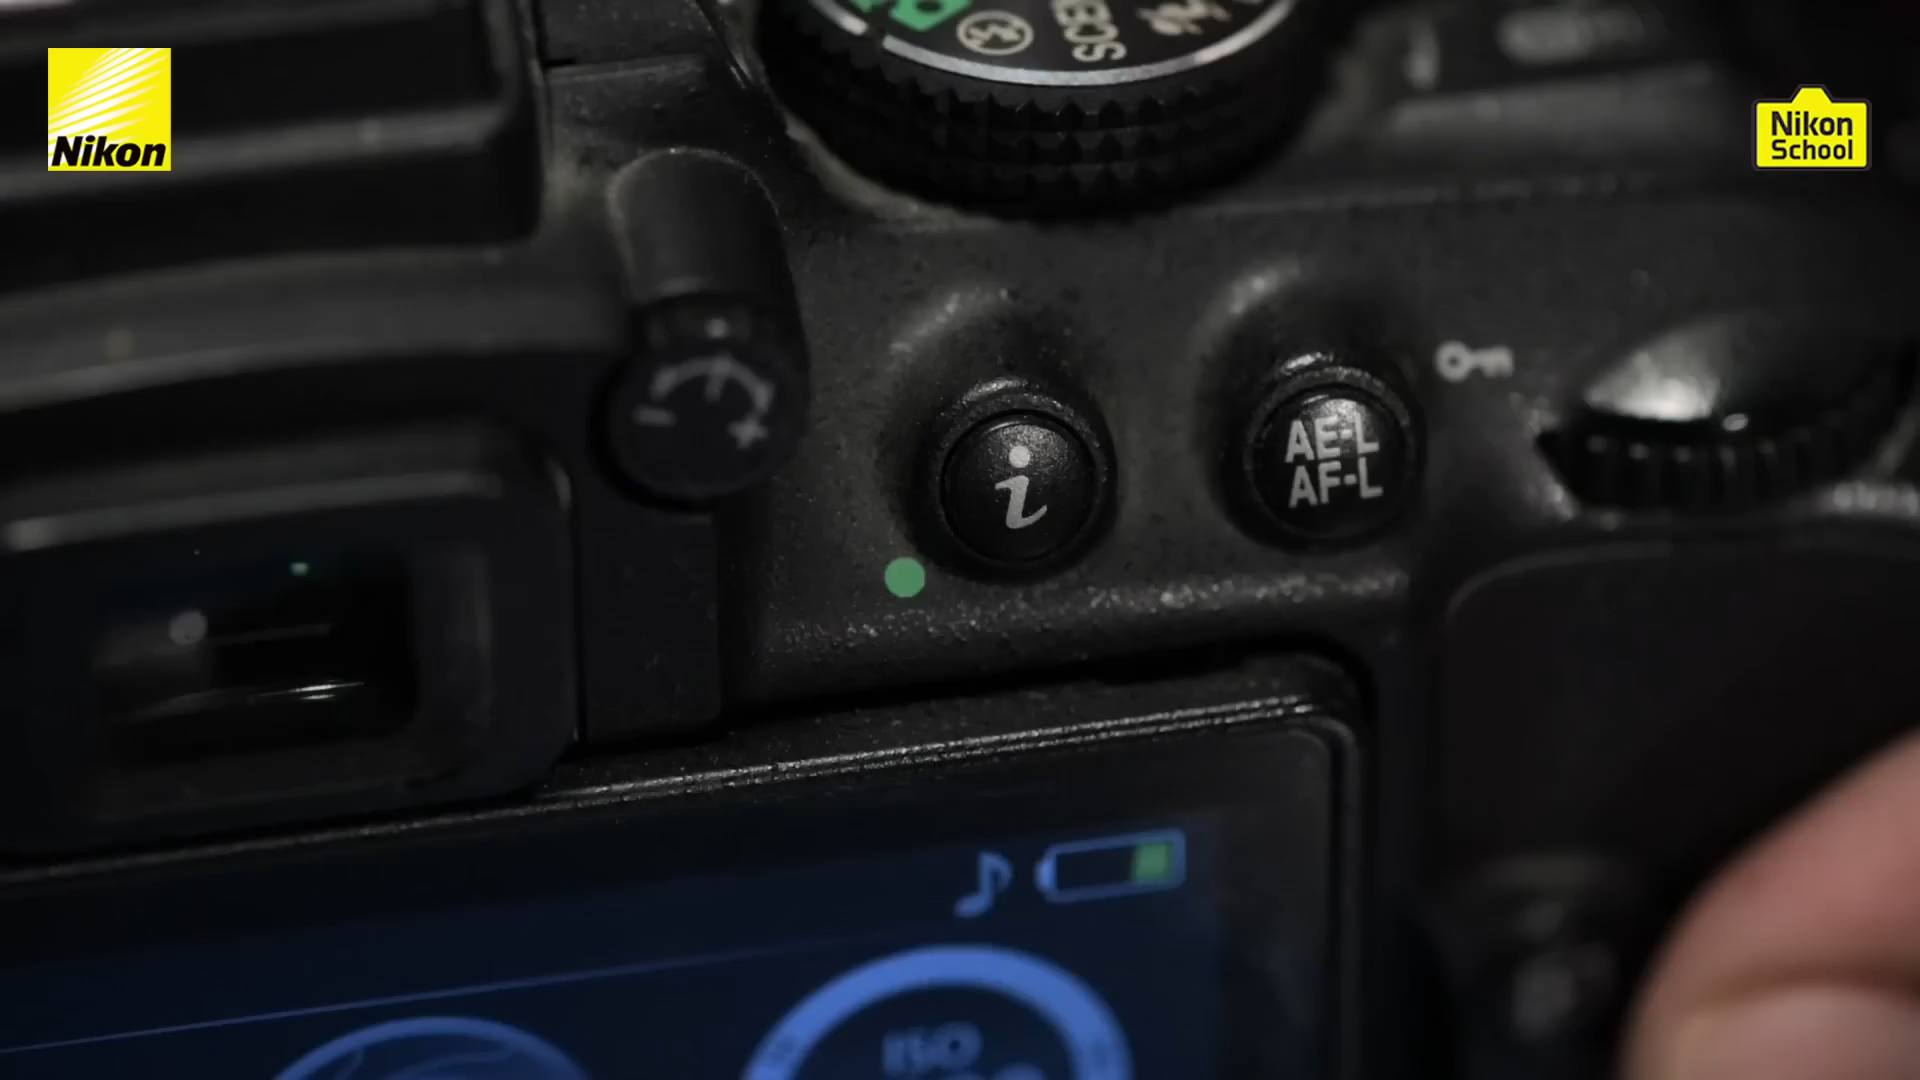 Nikon
Nikon
School
SCENE
i
AE-L
AF-L
ISO